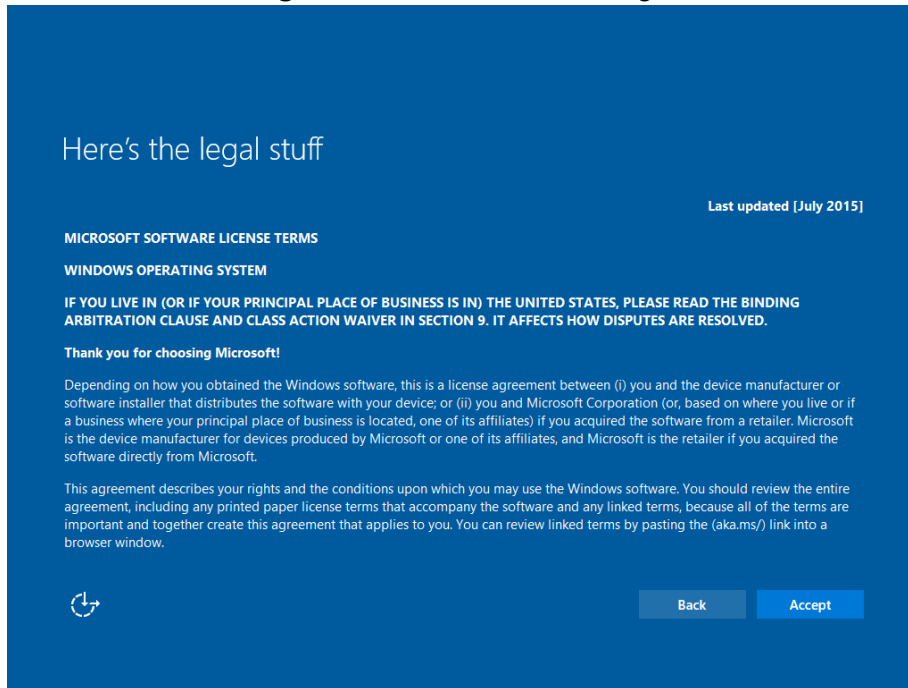 Here's the legal stuff
Last updated [July 2015]
MICROSOFT SOFTWARE LICENSE TERMS
WINDOWS OPERATING SYSTEM
IF YOU LIVE IN (OR IF YOUR PRINCIPAL PLACE OF BUSINESS IS IN) THE UNITED STATES, PLEASE READ THE BINDING
ARBITRATION CLAUSE AND CLASS ACTION WAIVER IN SECTION 9. IT AFFECTS HOW DISPUTES ARE RESOLVED.
Thank you for choosing Microsoft!
Depending on how you obtained the Windows software, this is a license agreement between (i) you and the device manufacturer or
software installer that distributes the software with your device; or (ii) you and Microsoft Corporation (or, based on where you live or if
a business where your principal place of business is located, one of its affiliates) if you acquired the software from a retailer. Microsoft
is the device manufacturer for devices produced by Microsoft or one of its affiliates, and Microsoft is the retailer if you acquired the
software directly from Microsoft.
This agreement describes your rights and the conditions upon which you may use the Windows software. You should review the entire
agreement, including any printed paper license terms that accompany the software and any linked terms, because all of the terms are
important and together create this agreement that applies to you. You can review linked terms by pasting the (aka.ms/) link into a
browser window.
Back
Accept